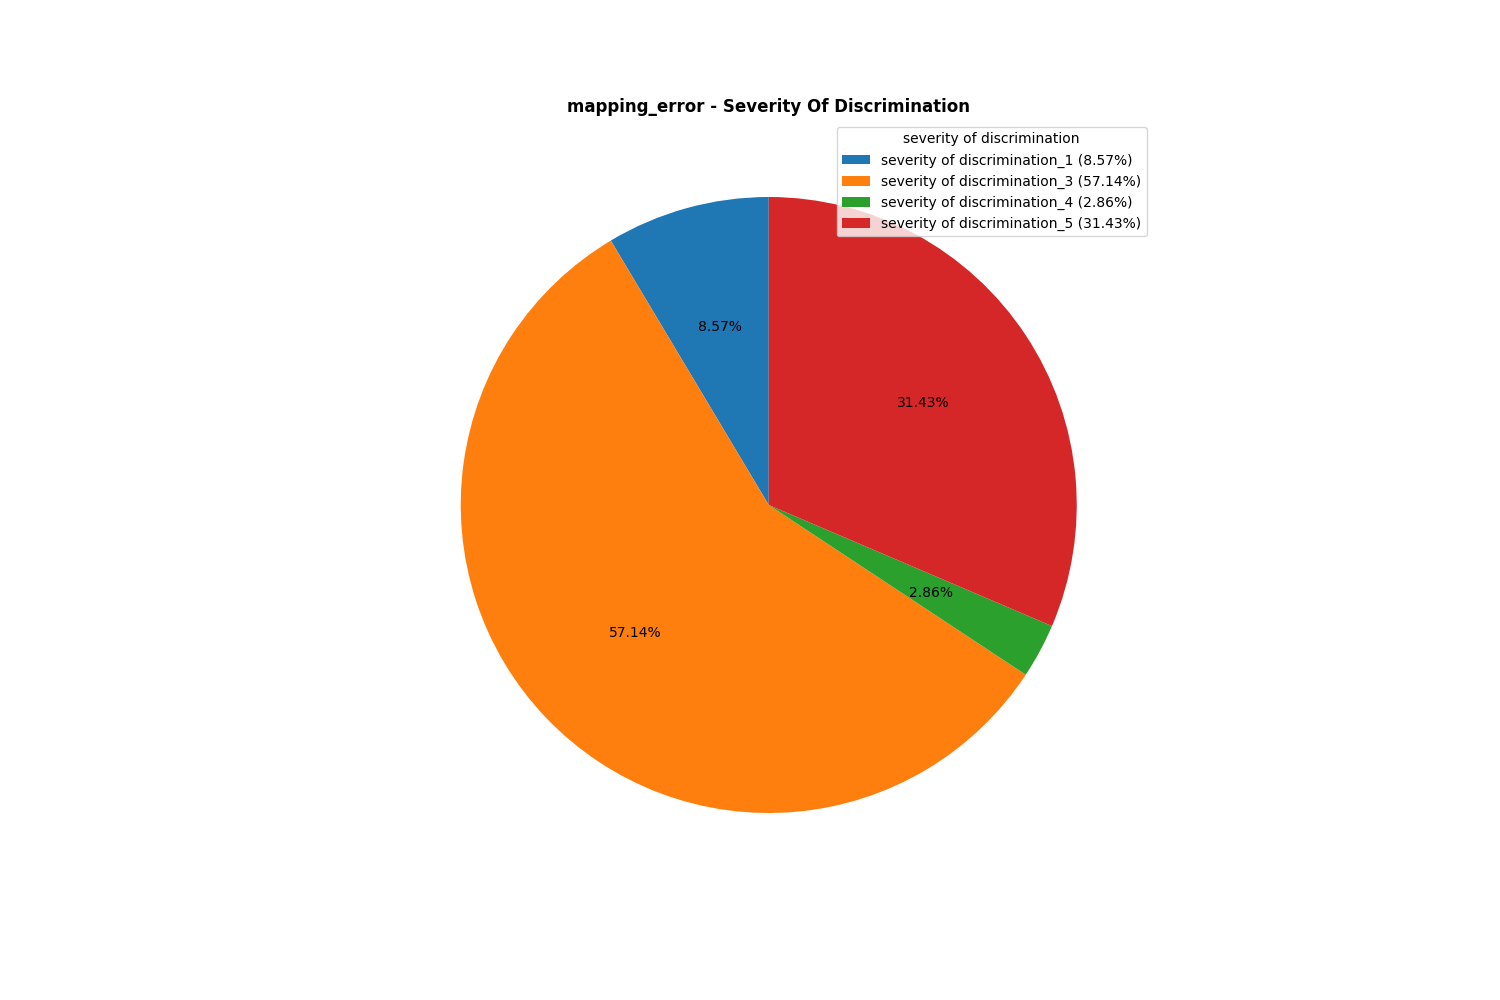 mapping_error - Severity Of Discrimination
severity of discrimination
severity of discrimination_1 (8.57%)
severity of discrimination_3 (57.14%)
severity of discrimination_4 (2.86%)
severity of discrimination_5 (31.43%)
8.57%
31.43%
2.86%
57.14%